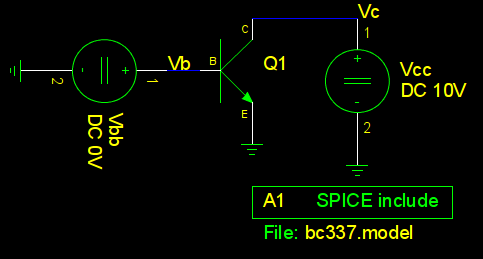 Vc
C
1
Vb
B
Q1
2
-
+
1
Vbb
DC 0V
E
+
-
Vcc
DC 10V
2
A1 SPICE include
File: bc337.model